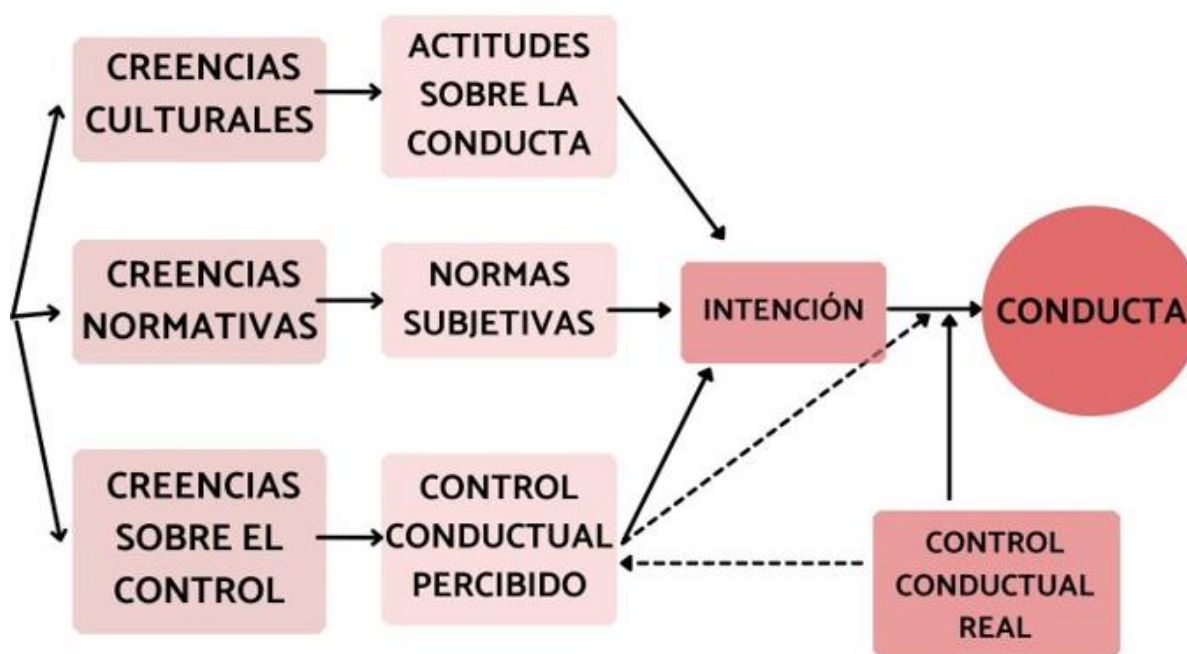 CREENCIAS
CULTURALES
ACTITUDES
SOBRE LA
CONDUCTA
CREENCIAS
NORMATIVAS
NORMAS
SUBJETIVAS
INTENCIÓN
CONDUCTA
CREENCIAS
SOBRE EL
CONTROL
CONTROL
CONDUCTUAL
PERCIBIDO
CONTROL
CONDUCTUAL
REAL